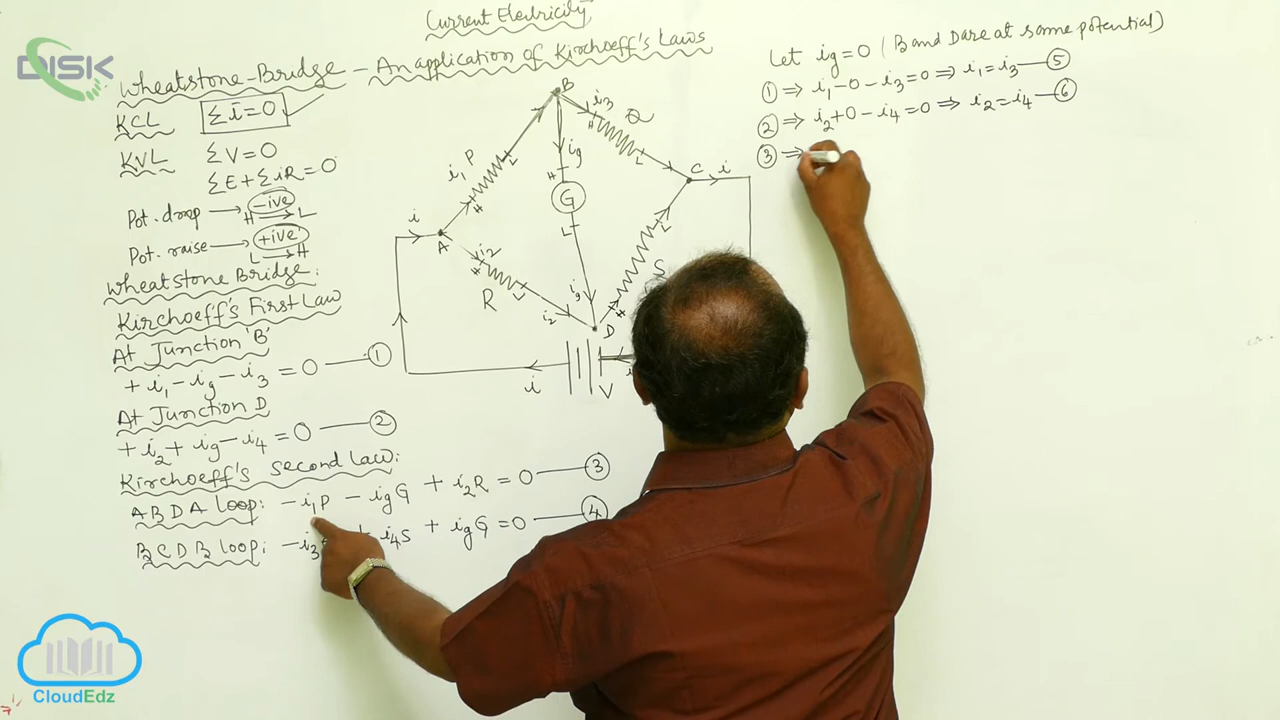 DISK
Current Electricity
Wheatstone-Bridge - An application of Kirchoeff's Laws
KCL Σi=0
KVL ΣV=0
ΣE+ΣiR=0
Pot. drop → -ive
H → L
Pot. raise → +ive
L → H
Wheatstone Bridge:
Kirchoeff's First Law
At Junction 'B'
+i₁-ig-i₃=0 — ①
At Junction D
+i₂+ig-i₄=0 — ②
Kirchoeff's second law:
ABDA loop: -i₁P - igG + i₂R = 0 — ③
BCDB loop: -i₃ + i₄S + igG = 0 — ④
B
i₃
Q
H
L
i₁
P
L
H
ig
H
G
L
ig
C
i
i
A
i₂
H
L
R
i₂
D
S
L
H
i
V
Let ig=0 (B and D are at same potential)
① ⇒ i₁-0-i₃=0 ⇒ i₁=i₃ — ⑤
② ⇒ i₂+0-i₄=0 ⇒ i₂=i₄ — ⑥
③ ⇒
CloudEdz